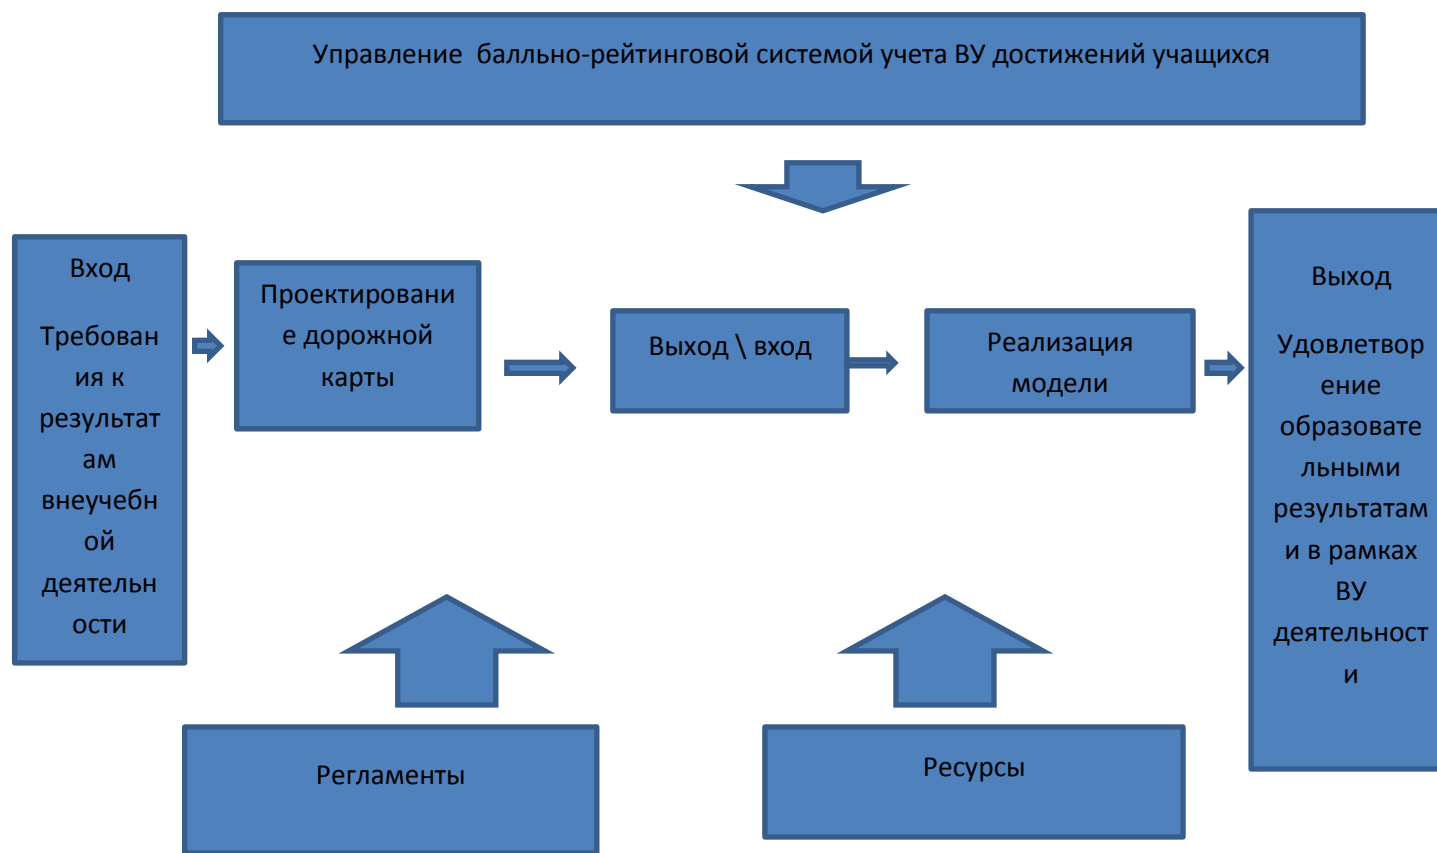 Управление балльно-рейтинговой системой учета ВУ достижений учащихся
Вход
Требован
ия к
результат
ам
внеучебн
ой
деятельн
ости
Проектировани
е дорожной
карты
Выход \ вход
Реализация
модели
Выход
Удовлетвор
ение
образовате
льными
результатам
и в рамках
ВУ
деятельност
и
Регламенты
Ресурсы